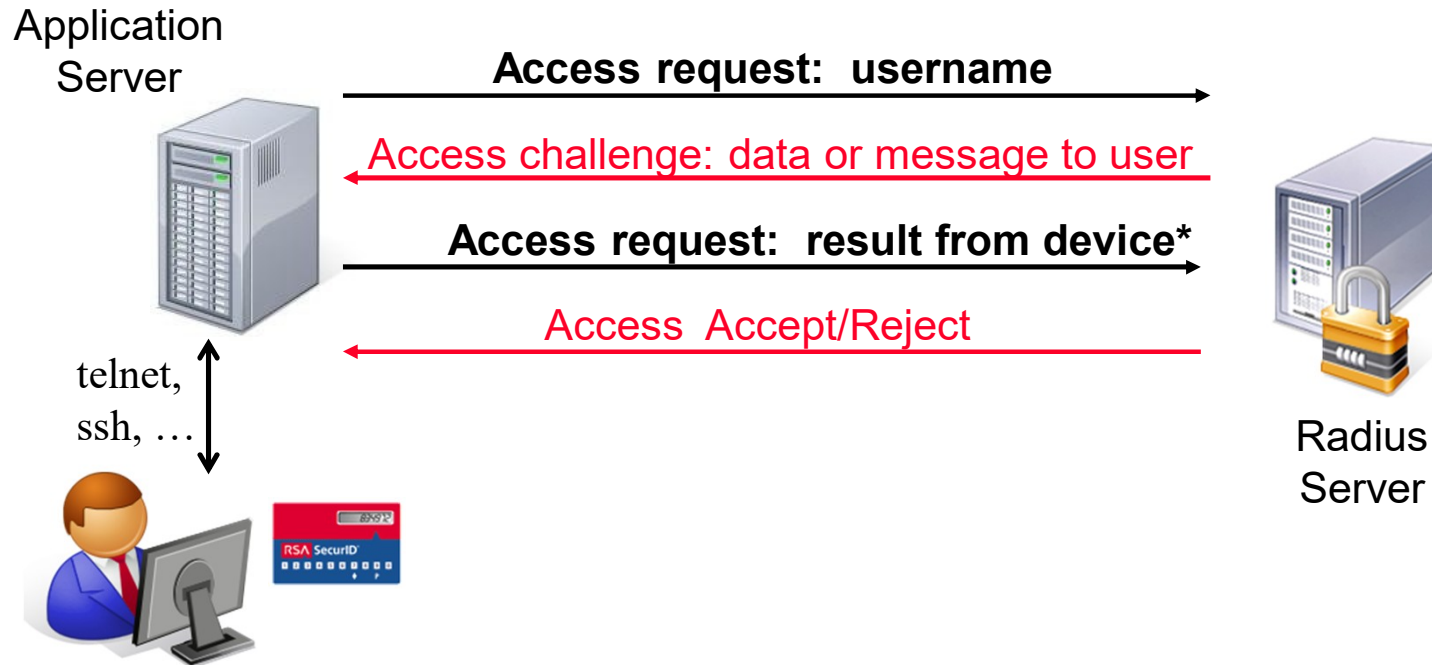 Application
Server
Access request:  username
Access challenge: data or message to user
Access request:  result from device*
Access  Accept/Reject
telnet,
ssh, …
Radius
Server
RSA SecurID